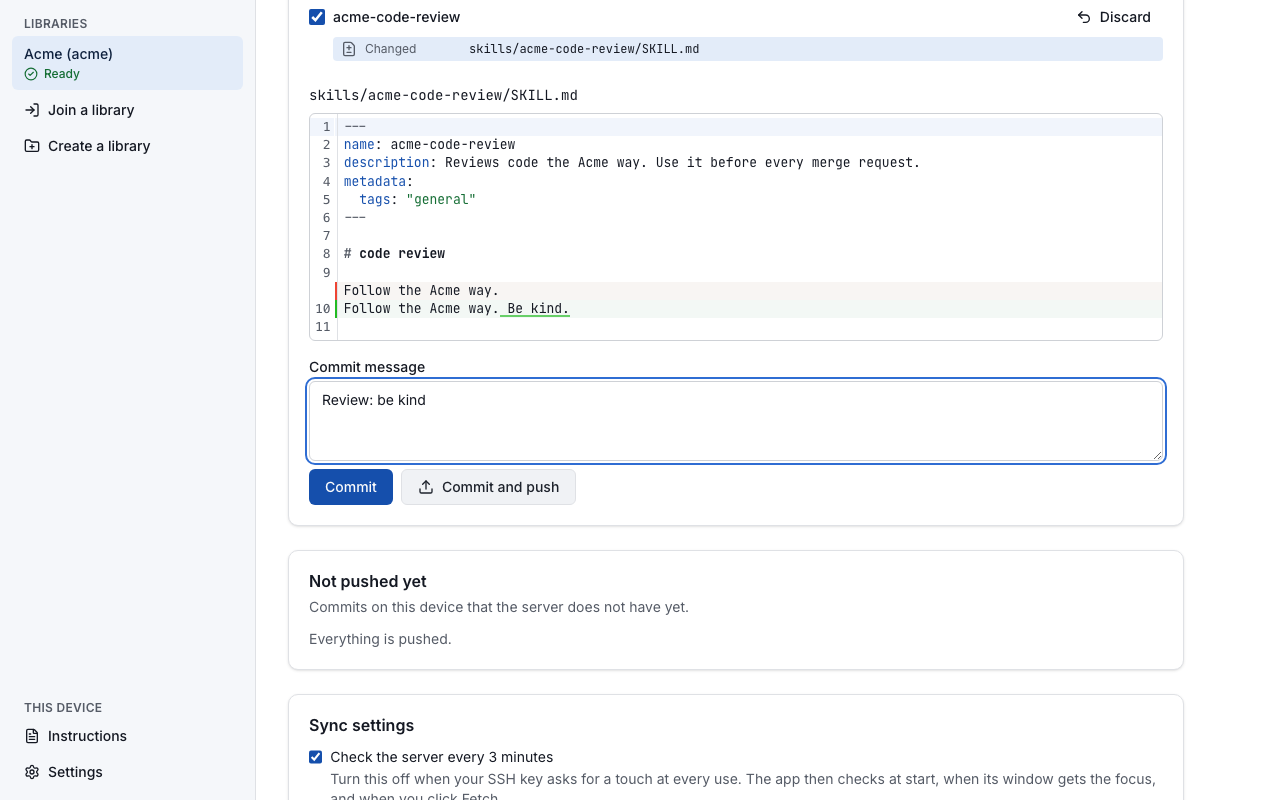 LIBRARIES
Acme (acme)
Ready
Join a library
Create a library
THIS DEVICE
Instructions
Settings
acme-code-review
Discard
Changed skills/acme-code-review/SKILL.md
skills/acme-code-review/SKILL.md
1 ---
2 name: acme-code-review
3 description: Reviews code the Acme way. Use it before every merge request.
4 metadata:
5 tags: "general"
6 ---
7
8 # code review
9
Follow the Acme way.
10 Follow the Acme way. Be kind.
11
Commit message
Review: be kind
Commit
Commit and push
Not pushed yet
Commits on this device that the server does not have yet.
Everything is pushed.
Sync settings
Check the server every 3 minutes
Turn this off when your SSH key asks for a touch at every use. The app then checks at start, when its window gets the focus,
and when you click Fetch.